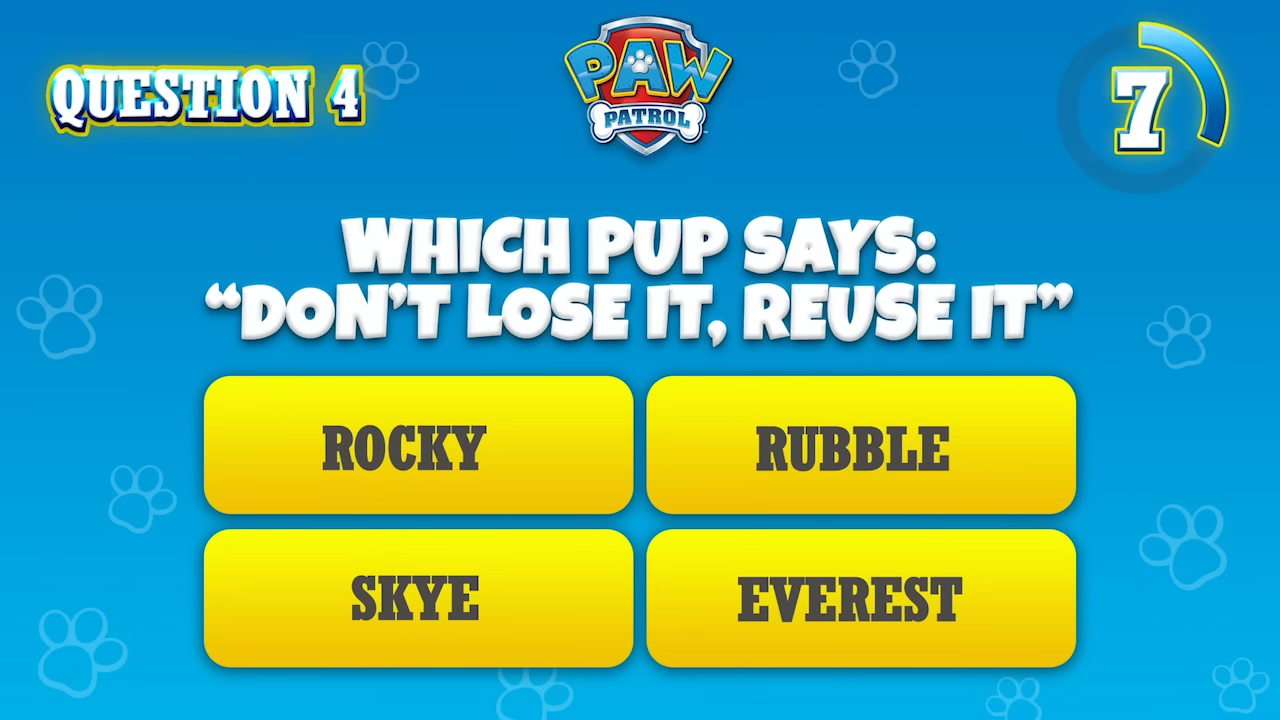 QUESTION 4
PAW
PATROL
7
WHICH PUP SAYS:
“DON’T LOSE IT, REUSE IT”
ROCKY
RUBBLE
SKYE
EVEREST